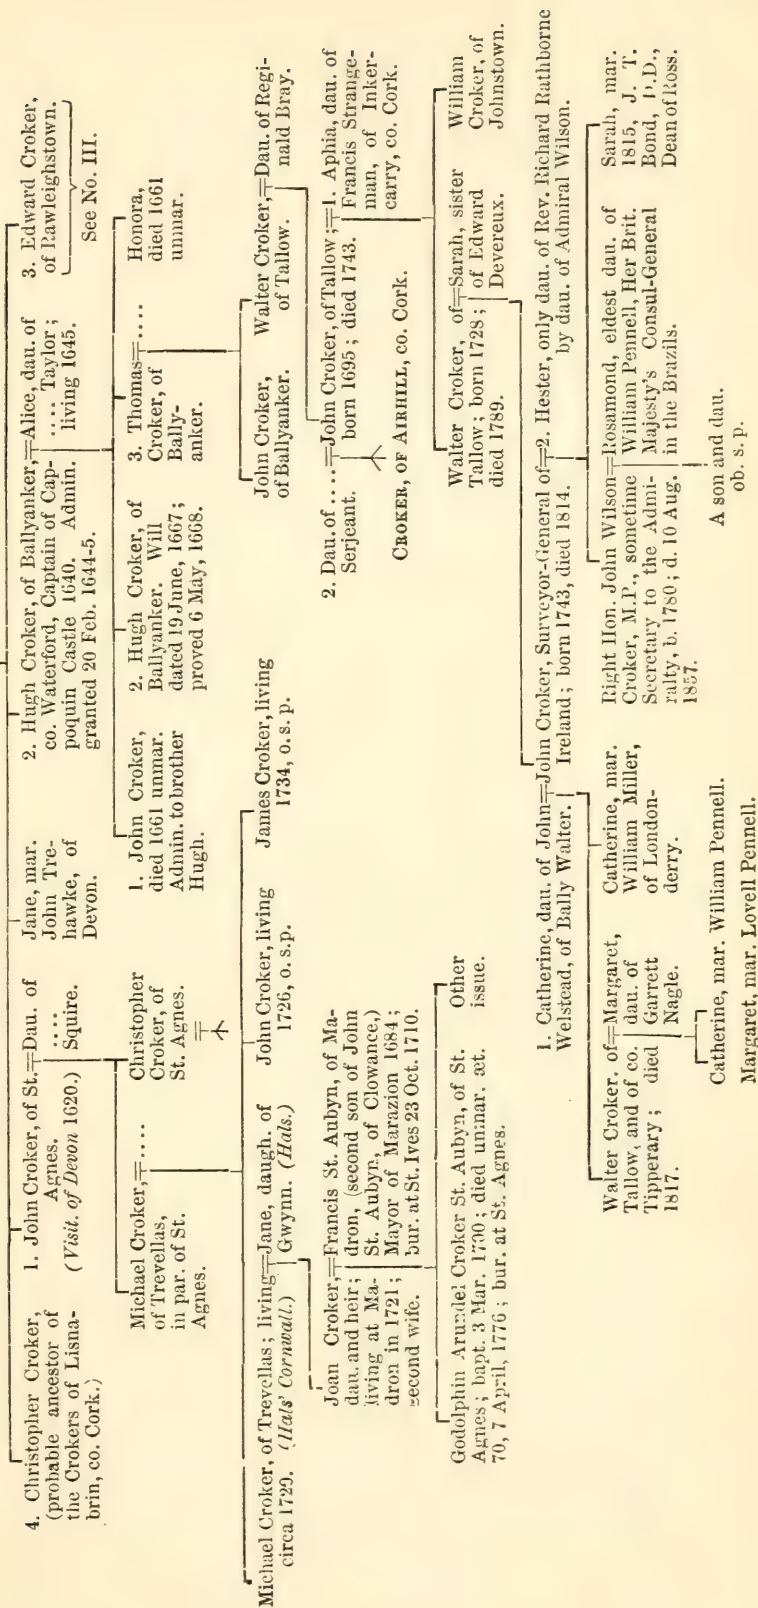 4. Christopher Croker,
(probable ancestor of
the Crokers of Lisna-
brin, co. Cork.)
1. John Croker, of St.=Dau. of
Agnes. ....
(Visit. of Devon 1620.) Squire.
Jane, mar.
John Tre-
hawke, of
Devon.
2. Hugh Croker, of Ballyanker,=Alice, dau. of
co. Waterford, Captain of Cap- .... Taylor;
poquin Castle 1640. Admin. living 1645.
granted 20 Feb. 1644-5.
3. Edward Croker,
of Rawleighstown.
See No. III.
Michael Croker,=....
of Trevellas,
in par. of St.
Agnes.
Christopher
Croker, of
St. Agnes.
=
1. John Croker,
died 1661 unmar.
Admin. to brother
Hugh.
2. Hugh Croker, of
Ballyanker. Will
dated 19 June, 1667;
proved 6 May, 1668.
3. Thomas=....
Croker, of
Bally-
anker.
Honora,
died 1661
unmar.
Michael Croker, of Trevellas; living=Jane, daugh. of
circa 1720. (Hals' Cornwall.) Gwynn. (Hals.)
John Croker, living
1726, o. s. p.
James Croker, living
1734, o. s. p.
John Croker,
of Ballyanker.
Walter Croker,=Dau. of Regi-
of Tallow. nald Bray.
Joan Croker,=Francis St. Aubyn, of Ma-
dau. and heir; dron, (second son of John
living at Ma- St. Aubyn, of Clowance,)
dron in 1721; Mayor of Marazion 1684;
second wife. bur. at St. Ives 23 Oct. 1710.
2. Dau. of ....=John Croker, of Tallow;=1. Aphia, dau. of
Serjeant. born 1695; died 1743. Francis Strange-
man, of Inker-
carry, co. Cork.
CROKER, OF AIRHILL, co. Cork.
Godolphin Arundel Croker St. Aubyn, of St.
Agnes; bapt. 3 Mar. 1700; died unmar. æt.
70, 7 April, 1776; bur. at St. Agnes.
Other
issue.
Walter Croker, of=Sarah, sister
Tallow; born 1728; of Edward
died 1789. Devereux.
William
Croker, of
Johnstown.
1. Catherine, dau. of John=John Croker, Surveyor-General of=2. Hester, only dau. of Rev. Richard Rathborne
Welstead, of Bally Walter. Ireland; born 1743, died 1814. by dau. of Admiral Wilson.
Walter Croker. of=Margaret,
Tallow, and of co. dau. of
Tipperary; died Garrett
1817. Nagle.
Catherine, mar.
William Miller,
of London-
derry.
Right Hon. John Wilson=Rosamond, eldest dau. of
Croker, M.P., sometime William Pennell, Her Brit.
Secretary to the Admi- Majesty's Consul-General
ralty, b. 1780; d. 10 Aug. in the Brazils.
1857.
Sarah, mar.
1815, J. T.
Bond, D.D.,
Dean of Ross.
Catherine, mar. William Pennell.
Margaret, mar. Lovell Pennell.
A son and dau.
ob. s. p.